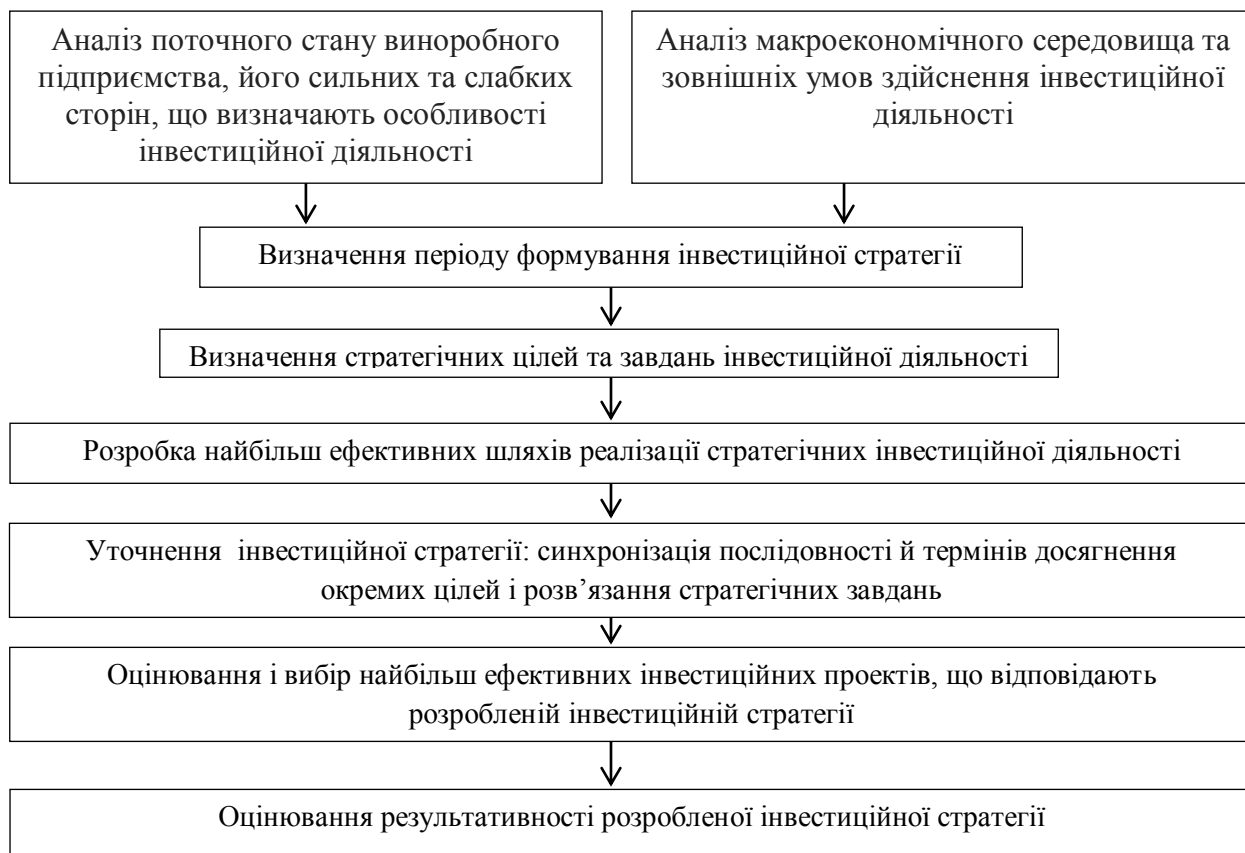 Аналіз поточного стану виноробного
підприємства, його сильних та слабких
сторін, що визначають особливості
інвестиційної діяльності
Аналіз макроекономічного середовища та
зовнішніх умов здійснення інвестиційної
діяльності
Визначення періоду формування інвестиційної стратегії
Визначення стратегічних цілей та завдань інвестиційної діяльності
Розробка найбільш ефективних шляхів реалізації стратегічних інвестиційної діяльності
Уточнення інвестиційної стратегії: синхронізація послідовності й термінів досягнення
окремих цілей і розв’язання стратегічних завдань
Оцінювання і вибір найбільш ефективних інвестиційних проектів, що відповідають
розробленій інвестиційній стратегії
Оцінювання результативності розробленої інвестиційної стратегії